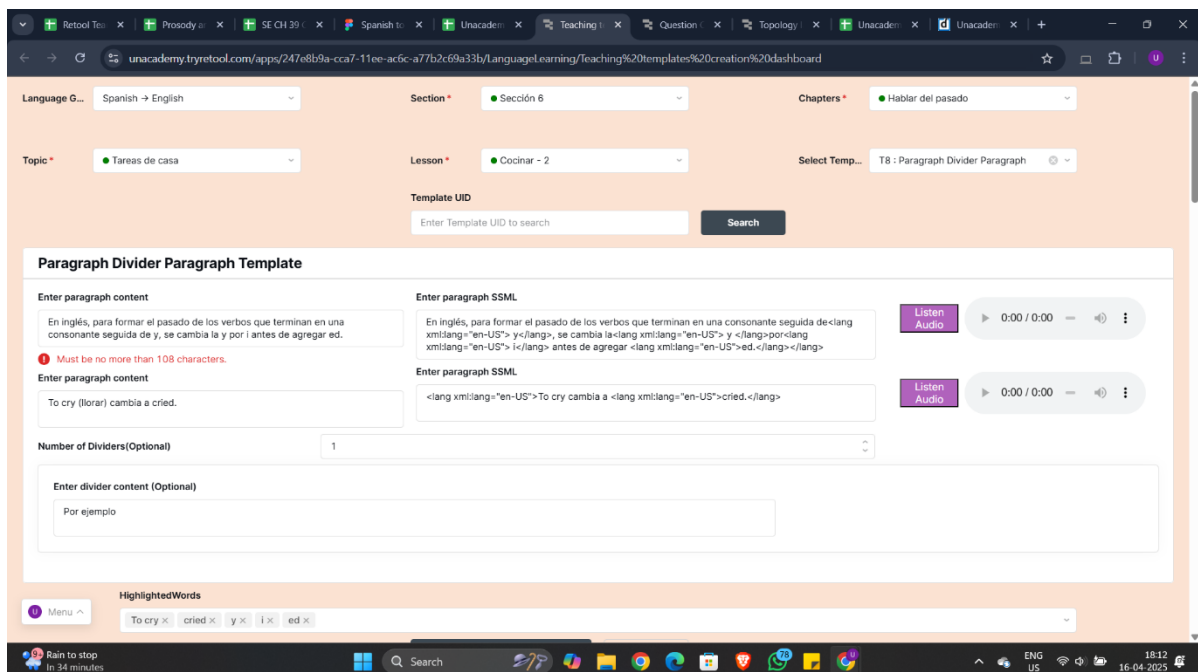 Retool Tea
Prosody ar
SE CH 39 C
Spanish to
Unacadem
Teaching t
Question C
Topology
Unacadem
Unacadem
unacademy.tryretool.com/apps/247e8b9a-cca7-11ee-ac6c-a77b2c69a33b/LanguageLearning/Teaching%20templates%20creation%20dashboard
U
Language G... Spanish → English
Section * Sección 6
Chapters * Hablar del pasado
Topic * Tareas de casa
Lesson * Cocinar - 2
Select Temp... T8 : Paragraph Divider Paragraph
Template UID
Enter Template UID to search
Search
Paragraph Divider Paragraph Template
Enter paragraph content
En inglés, para formar el pasado de los verbos que terminan en una
consonante seguida de y, se cambia la y por i antes de agregar ed.
Must be no more than 108 characters.
Enter paragraph SSML
En inglés, para formar el pasado de los verbos que terminan en una consonante seguida de<lang
xml:lang="en-US"> y</lang>, se cambia la<lang xml:lang="en-US"> y </lang>por<lang
xml:lang="en-US"> i</lang> antes de agregar <lang xml:lang="en-US">ed.</lang></lang>
Listen
Audio
0:00 / 0:00
Enter paragraph content
To cry (llorar) cambia a cried.
Enter paragraph SSML
<lang xml:lang="en-US">To cry cambia a <lang xml:lang="en-US">cried.</lang>
Listen
Audio
0:00 / 0:00
Number of Dividers(Optional)
1
Enter divider content (Optional)
Por ejemplo
HighlightedWords
To cry × cried × y × i × ed ×
U Menu
9+
Rain to stop
In 34 minutes
Search
78
U
ENG
US
18:12
16-04-2025